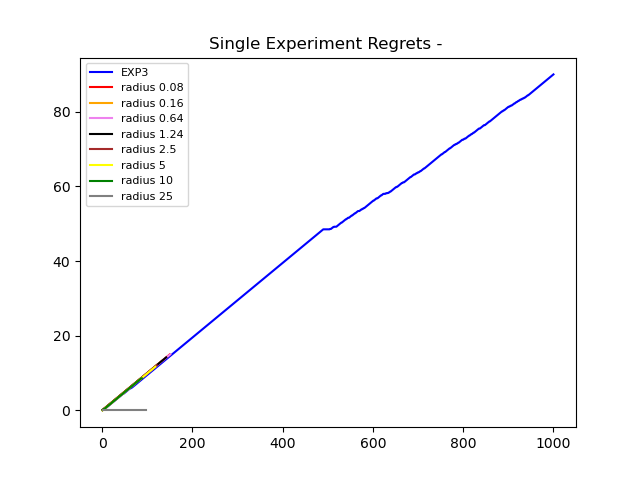 Single Experiment Regrets -
EXP3
radius 0.08
radius 0.16
radius 0.64
radius 1.24
radius 2.5
radius 5
radius 10
radius 25
80
60
40
20
0
0 200 400 600 800 1000